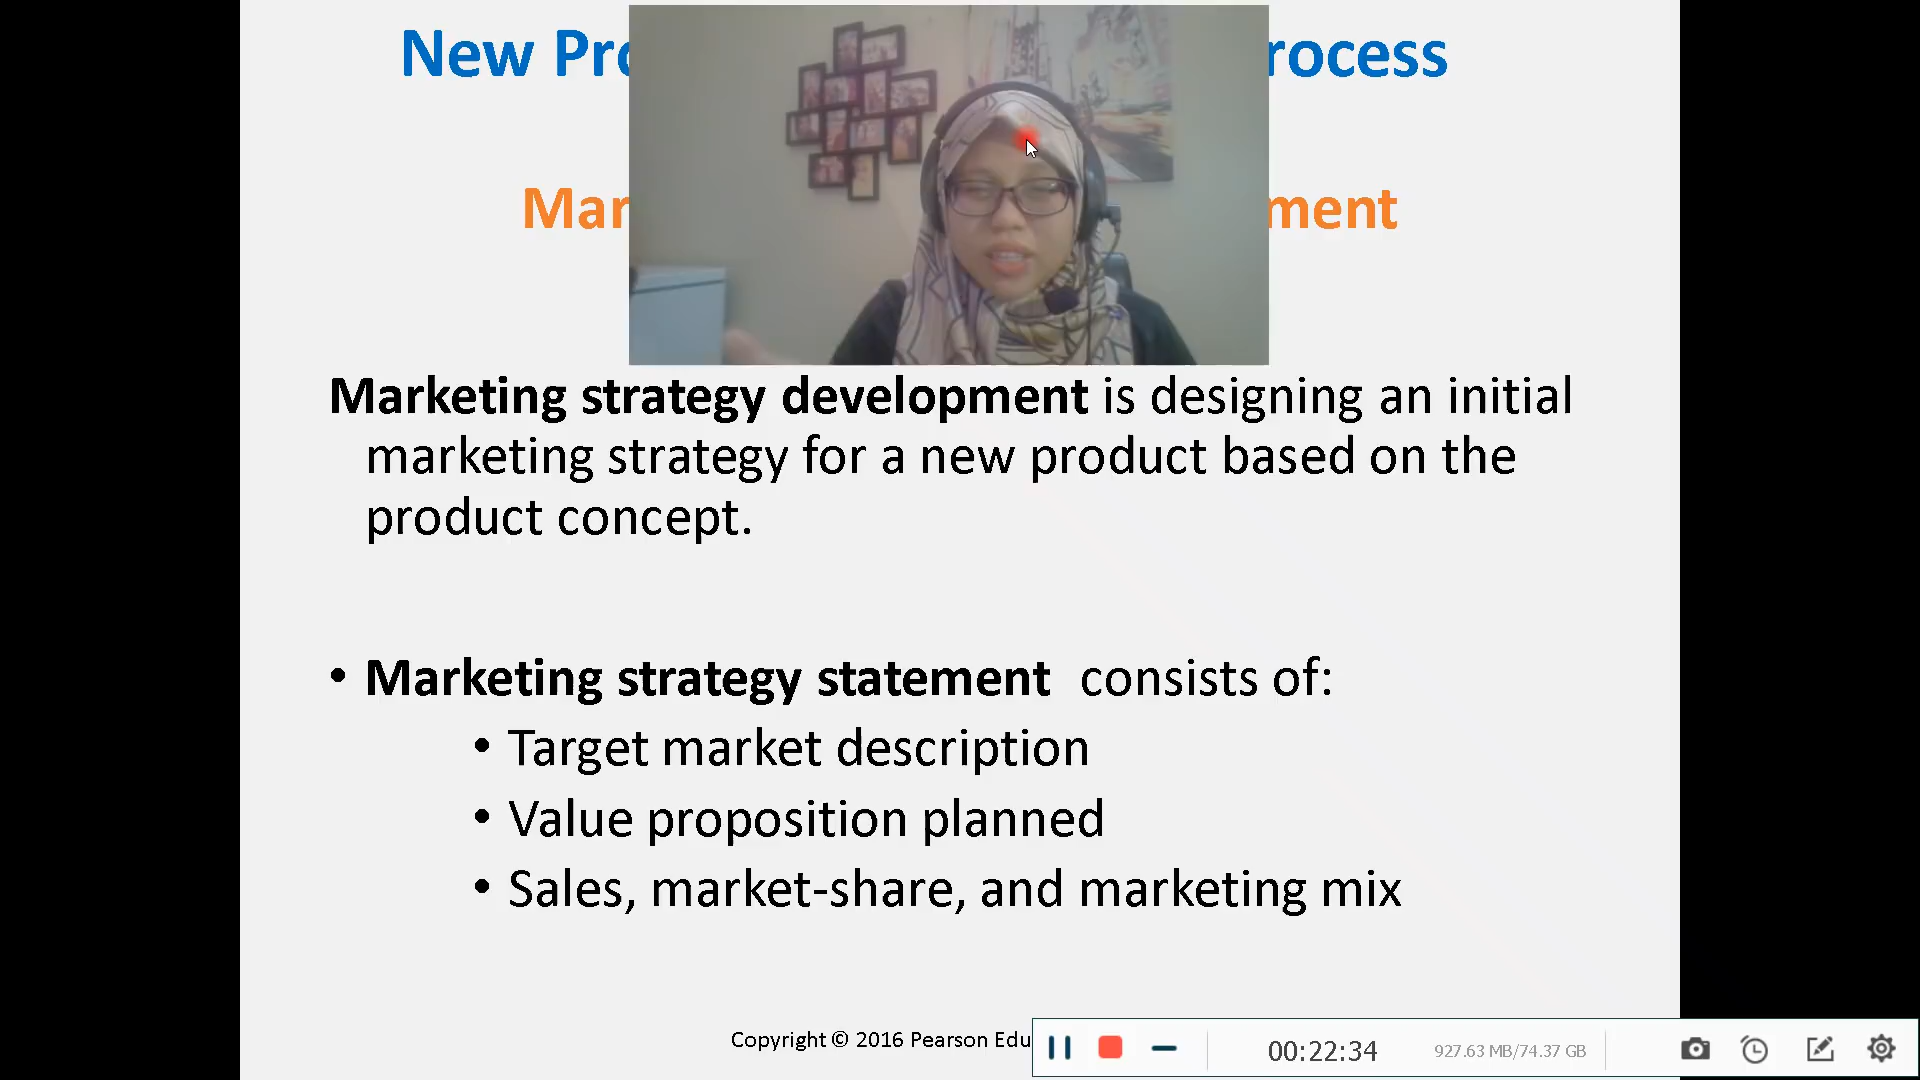 New Pro rocess
Mar ment
Marketing strategy development is designing an initial
marketing strategy for a new product based on the
product concept.
• Marketing strategy statement consists of:
• Target market description
• Value proposition planned
• Sales, market-share, and marketing mix
Copyright © 2016 Pearson Edu
00:22:34
927.63 MB/74.37 GB